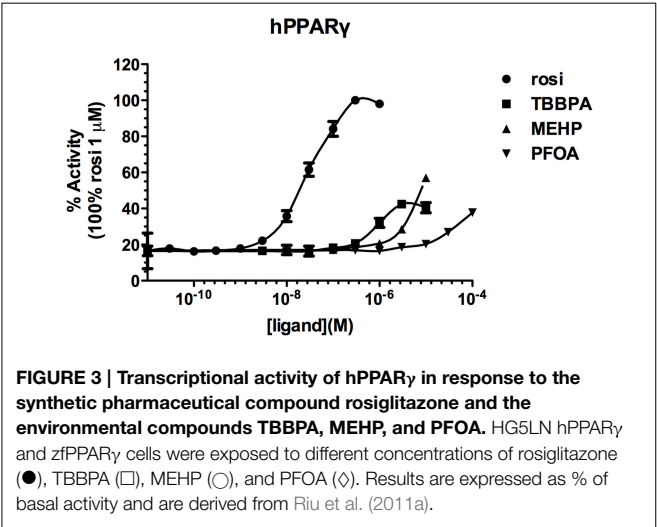 hPPARγ
120
100
80
60
40
20
0
% Activity
(100% rosi 1 μM)
10-10
10-8
10-6
10-4
[ligand](M)
rosi
TBBPA
MEHP
PFOA
FIGURE 3 | Transcriptional activity of hPPARγ in response to the
synthetic pharmaceutical compound rosiglitazone and the
environmental compounds TBBPA, MEHP, and PFOA. HG5LN hPPARγ
and zfPPARγ cells were exposed to different concentrations of rosiglitazone
(●), TBBPA (□), MEHP (○), and PFOA (◊). Results are expressed as % of
basal activity and are derived from Riu et al. (2011a).